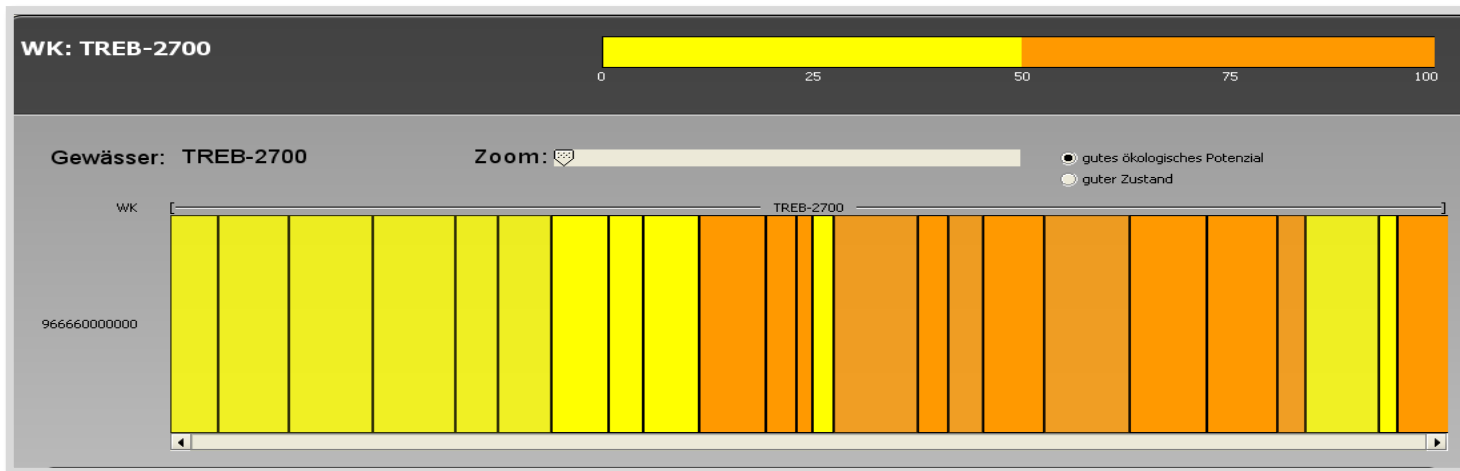 WK: TREB-2700
0 25 50 75 100
Gewässer: TREB-2700 Zoom:
gutes ökologisches Potenzial
guter Zustand
WK [ TREB-2700 ]
966660000000